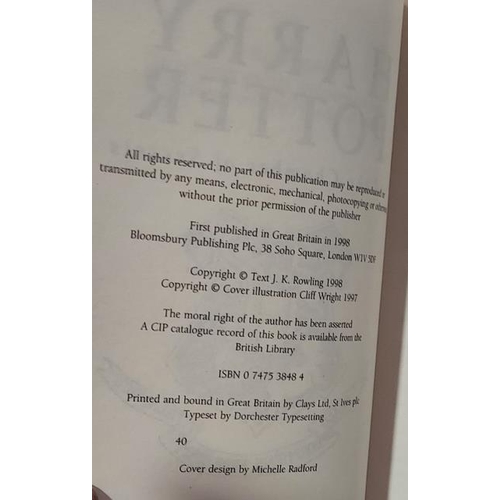 HARRY
POTTER
All rights reserved; no part of this publication may be reproduced or
transmitted by any means, electronic, mechanical, photocopying or otherwise,
without the prior permission of the publisher
First published in Great Britain in 1998
Bloomsbury Publishing Plc, 38 Soho Square, London W1V 5DF
Copyright © Text J. K. Rowling 1998
Copyright © Cover illustration Cliff Wright 1997
The moral right of the author has been asserted
A CIP catalogue record of this book is available from the
British Library
ISBN 0 7475 3848 4
Printed and bound in Great Britain by Clays Ltd, St Ives plc
Typeset by Dorchester Typesetting
40
Cover design by Michelle Radford